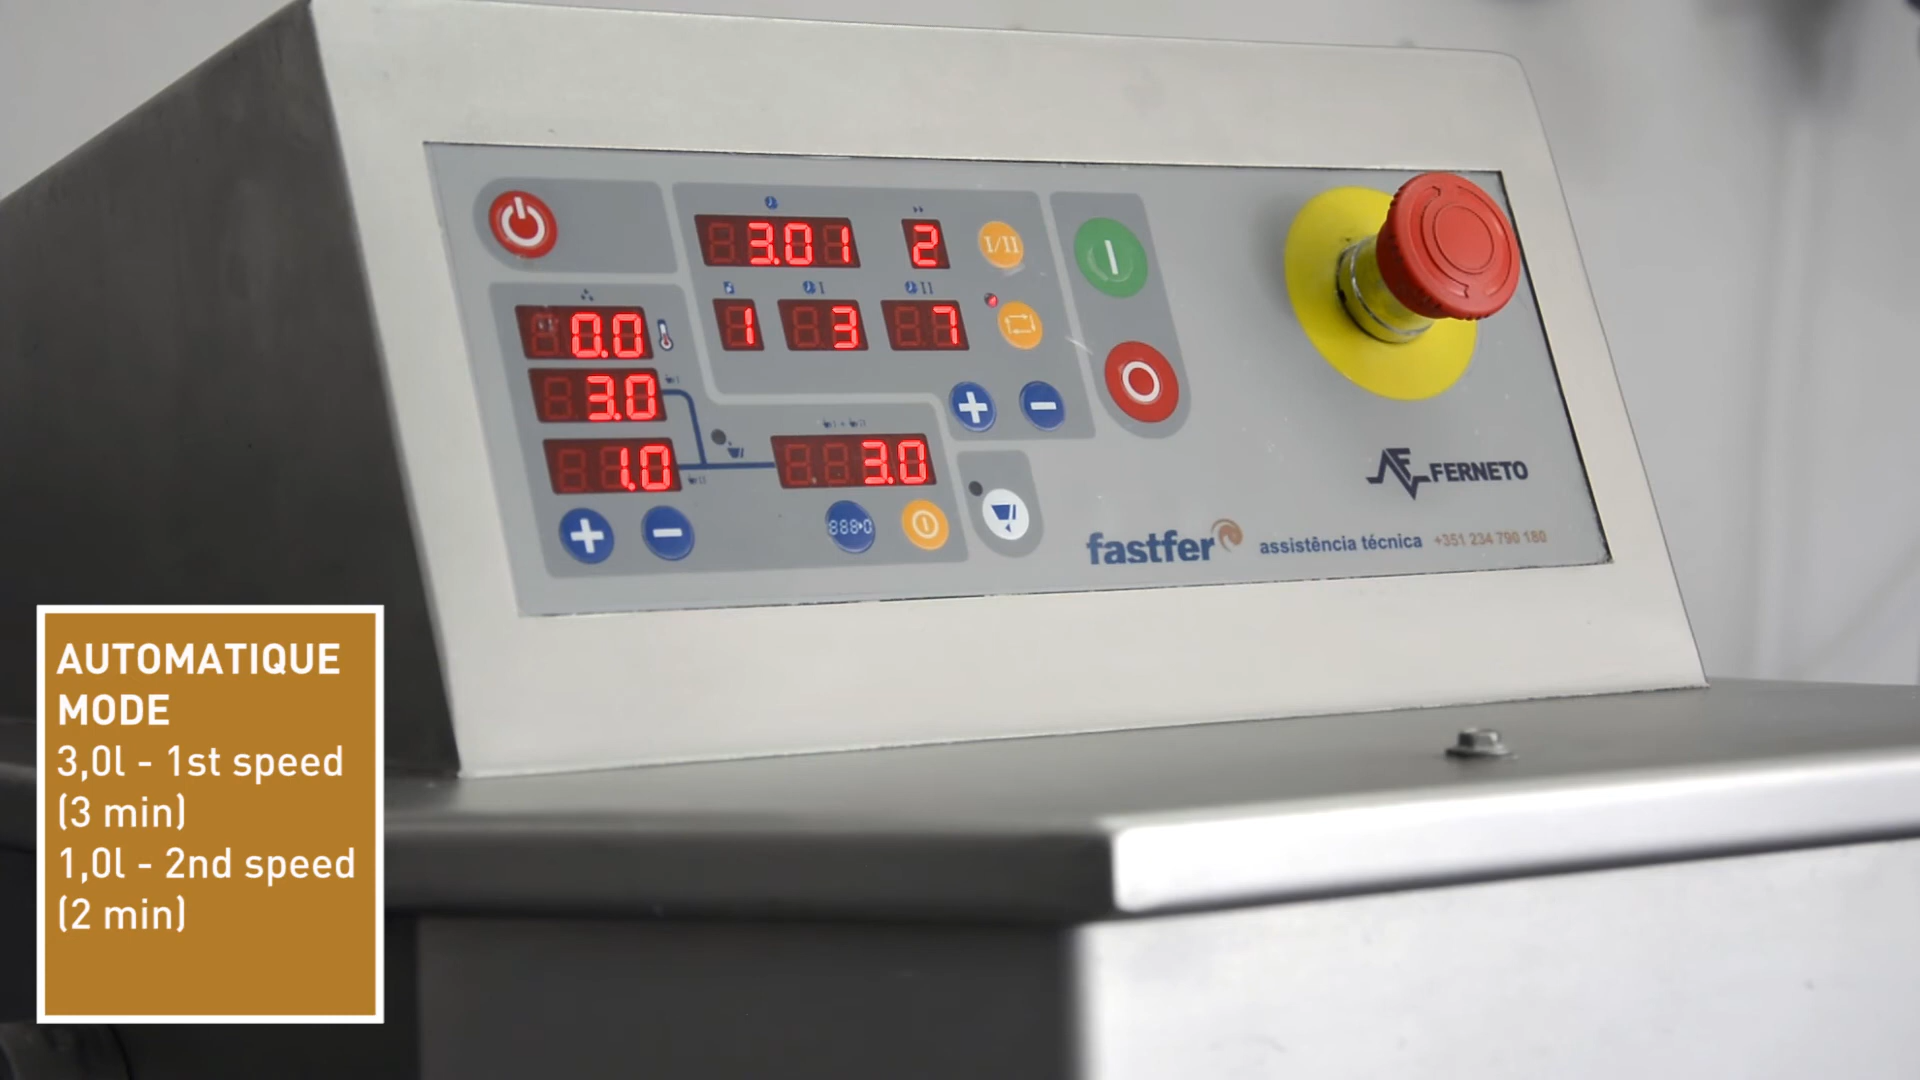 3.01 2 I/II
I II
1 3 7
0.0
3.0
1.0 3.0
888▸0
FERNETO
fastfer assistência técnica +351 234 790 180
AUTOMATIQUE
MODE
3,0l - 1st speed
(3 min)
1,0l - 2nd speed
(2 min)